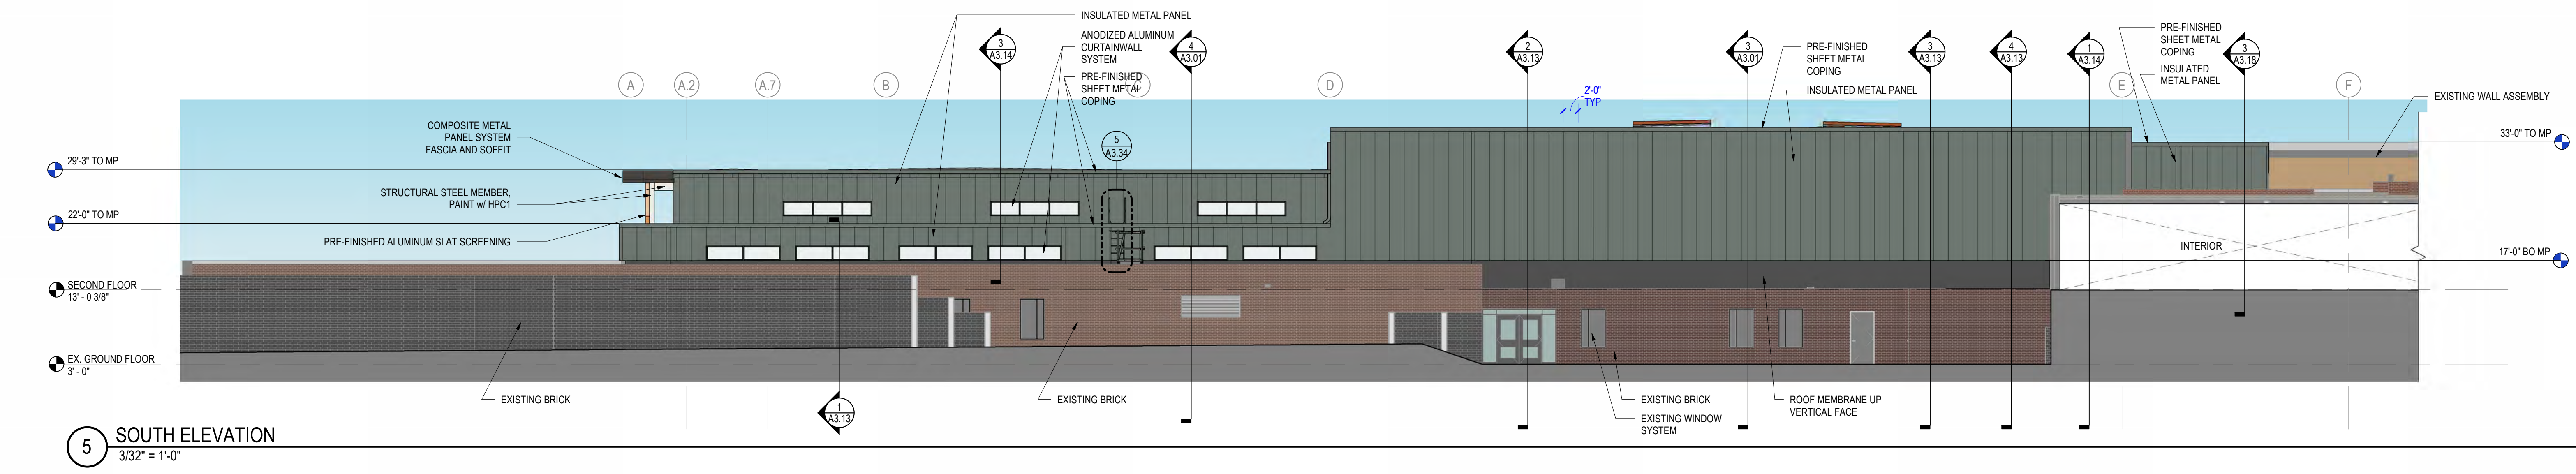 INSULATED METAL PANEL
ANODIZED ALUMINUM
CURTAINWALL
SYSTEM
PRE-FINISHED
SHEET METAL
COPING
3
A3.14
4
A3.01
2
A3.13
3
A3.01
PRE-FINISHED
SHEET METAL
COPING
INSULATED METAL PANEL
3
A3.13
4
A3.13
1
A3.14
PRE-FINISHED
SHEET METAL
COPING
INSULATED
METAL PANEL
3
A3.18
A
A.2
A.7
B
C
D
E
F
2'-0"
TYP
EXISTING WALL ASSEMBLY
COMPOSITE METAL
PANEL SYSTEM
FASCIA AND SOFFIT
5
A3.34
29'-3" TO MP
33'-0" TO MP
STRUCTURAL STEEL MEMBER,
PAINT w/ HPC1
22'-0" TO MP
PRE-FINISHED ALUMINUM SLAT SCREENING
INTERIOR
17'-0" BO MP
SECOND FLOOR
13' - 0 3/8"
EX. GROUND FLOOR
3' - 0"
EXISTING BRICK
1
A3.13
EXISTING BRICK
EXISTING BRICK
EXISTING WINDOW
SYSTEM
ROOF MEMBRANE UP
VERTICAL FACE
5
SOUTH ELEVATION
3/32" = 1'-0"